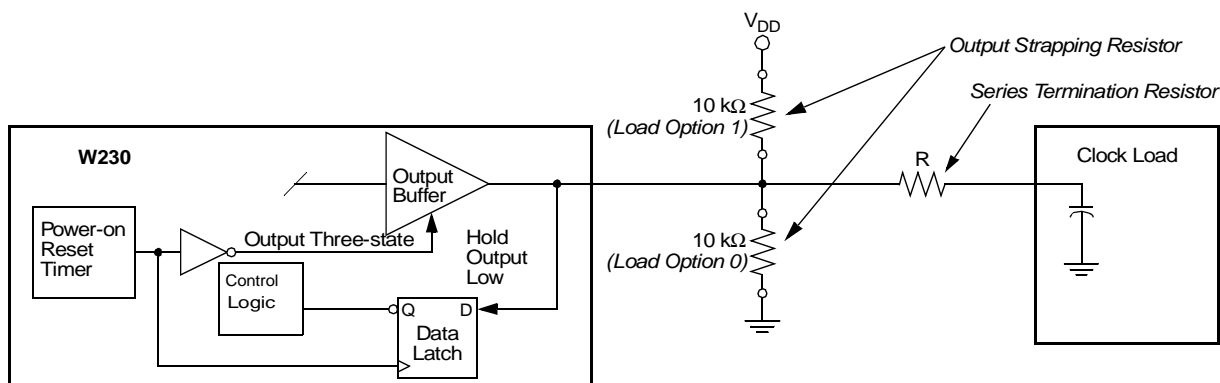 V_DD
Output Strapping Resistor
Series Termination Resistor
10 kΩ
(Load Option 1)
W230
Clock Load
Output
Buffer
R
Power-on
Reset
Timer
Output Three-state
Hold
Output
Low
10 kΩ
(Load Option 0)
Control
Logic
Q
D
Data
Latch